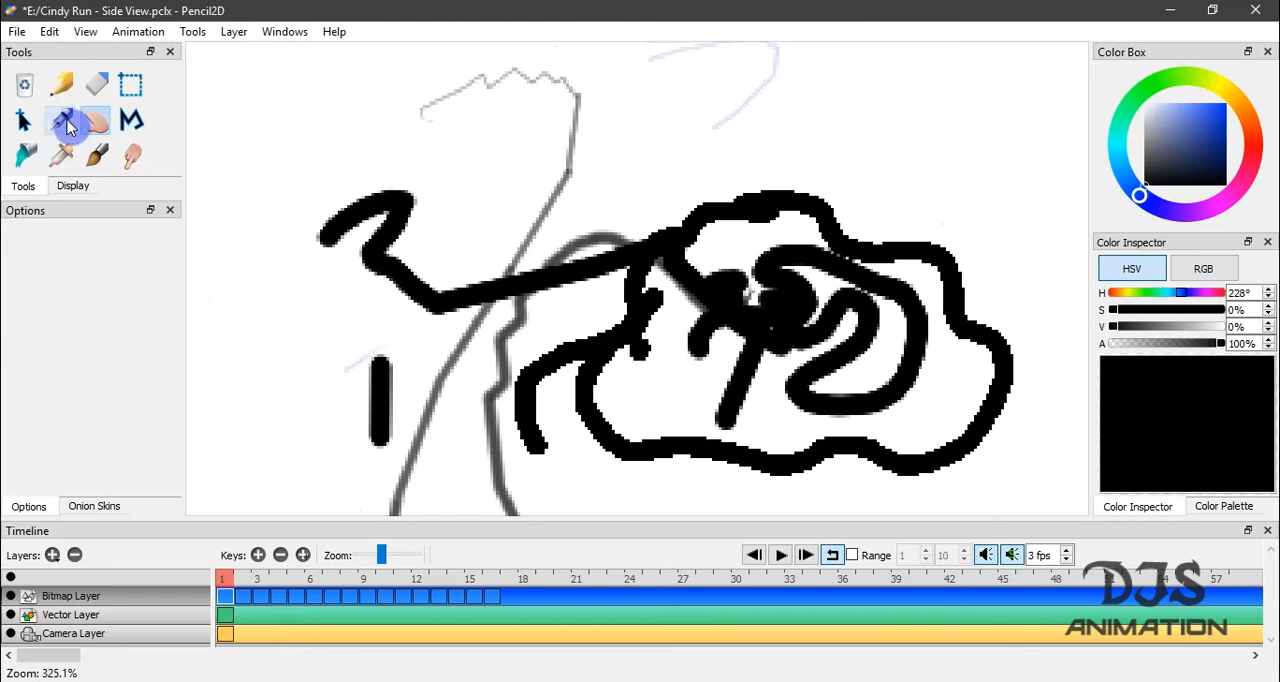 *E:/Cindy Run - Side View.pclx - Pencil2D
File Edit View Animation Tools Layer Windows Help
Tools
Color Box
Tools Display
Options
Color Inspector
HSV RGB
H 228°
S 0%
V 0%
A 100%
Options Onion Skins
Color Inspector Color Palette
Timeline
Layers: Keys: Zoom: Range 1 10 3 fps
1 3 6 9 12 15 18 21 24 27 30 33 36 39 42 45 48 51 54 57
Bitmap Layer
Vector Layer
Camera Layer
DJS
ANIMATION
Zoom: 325.1%